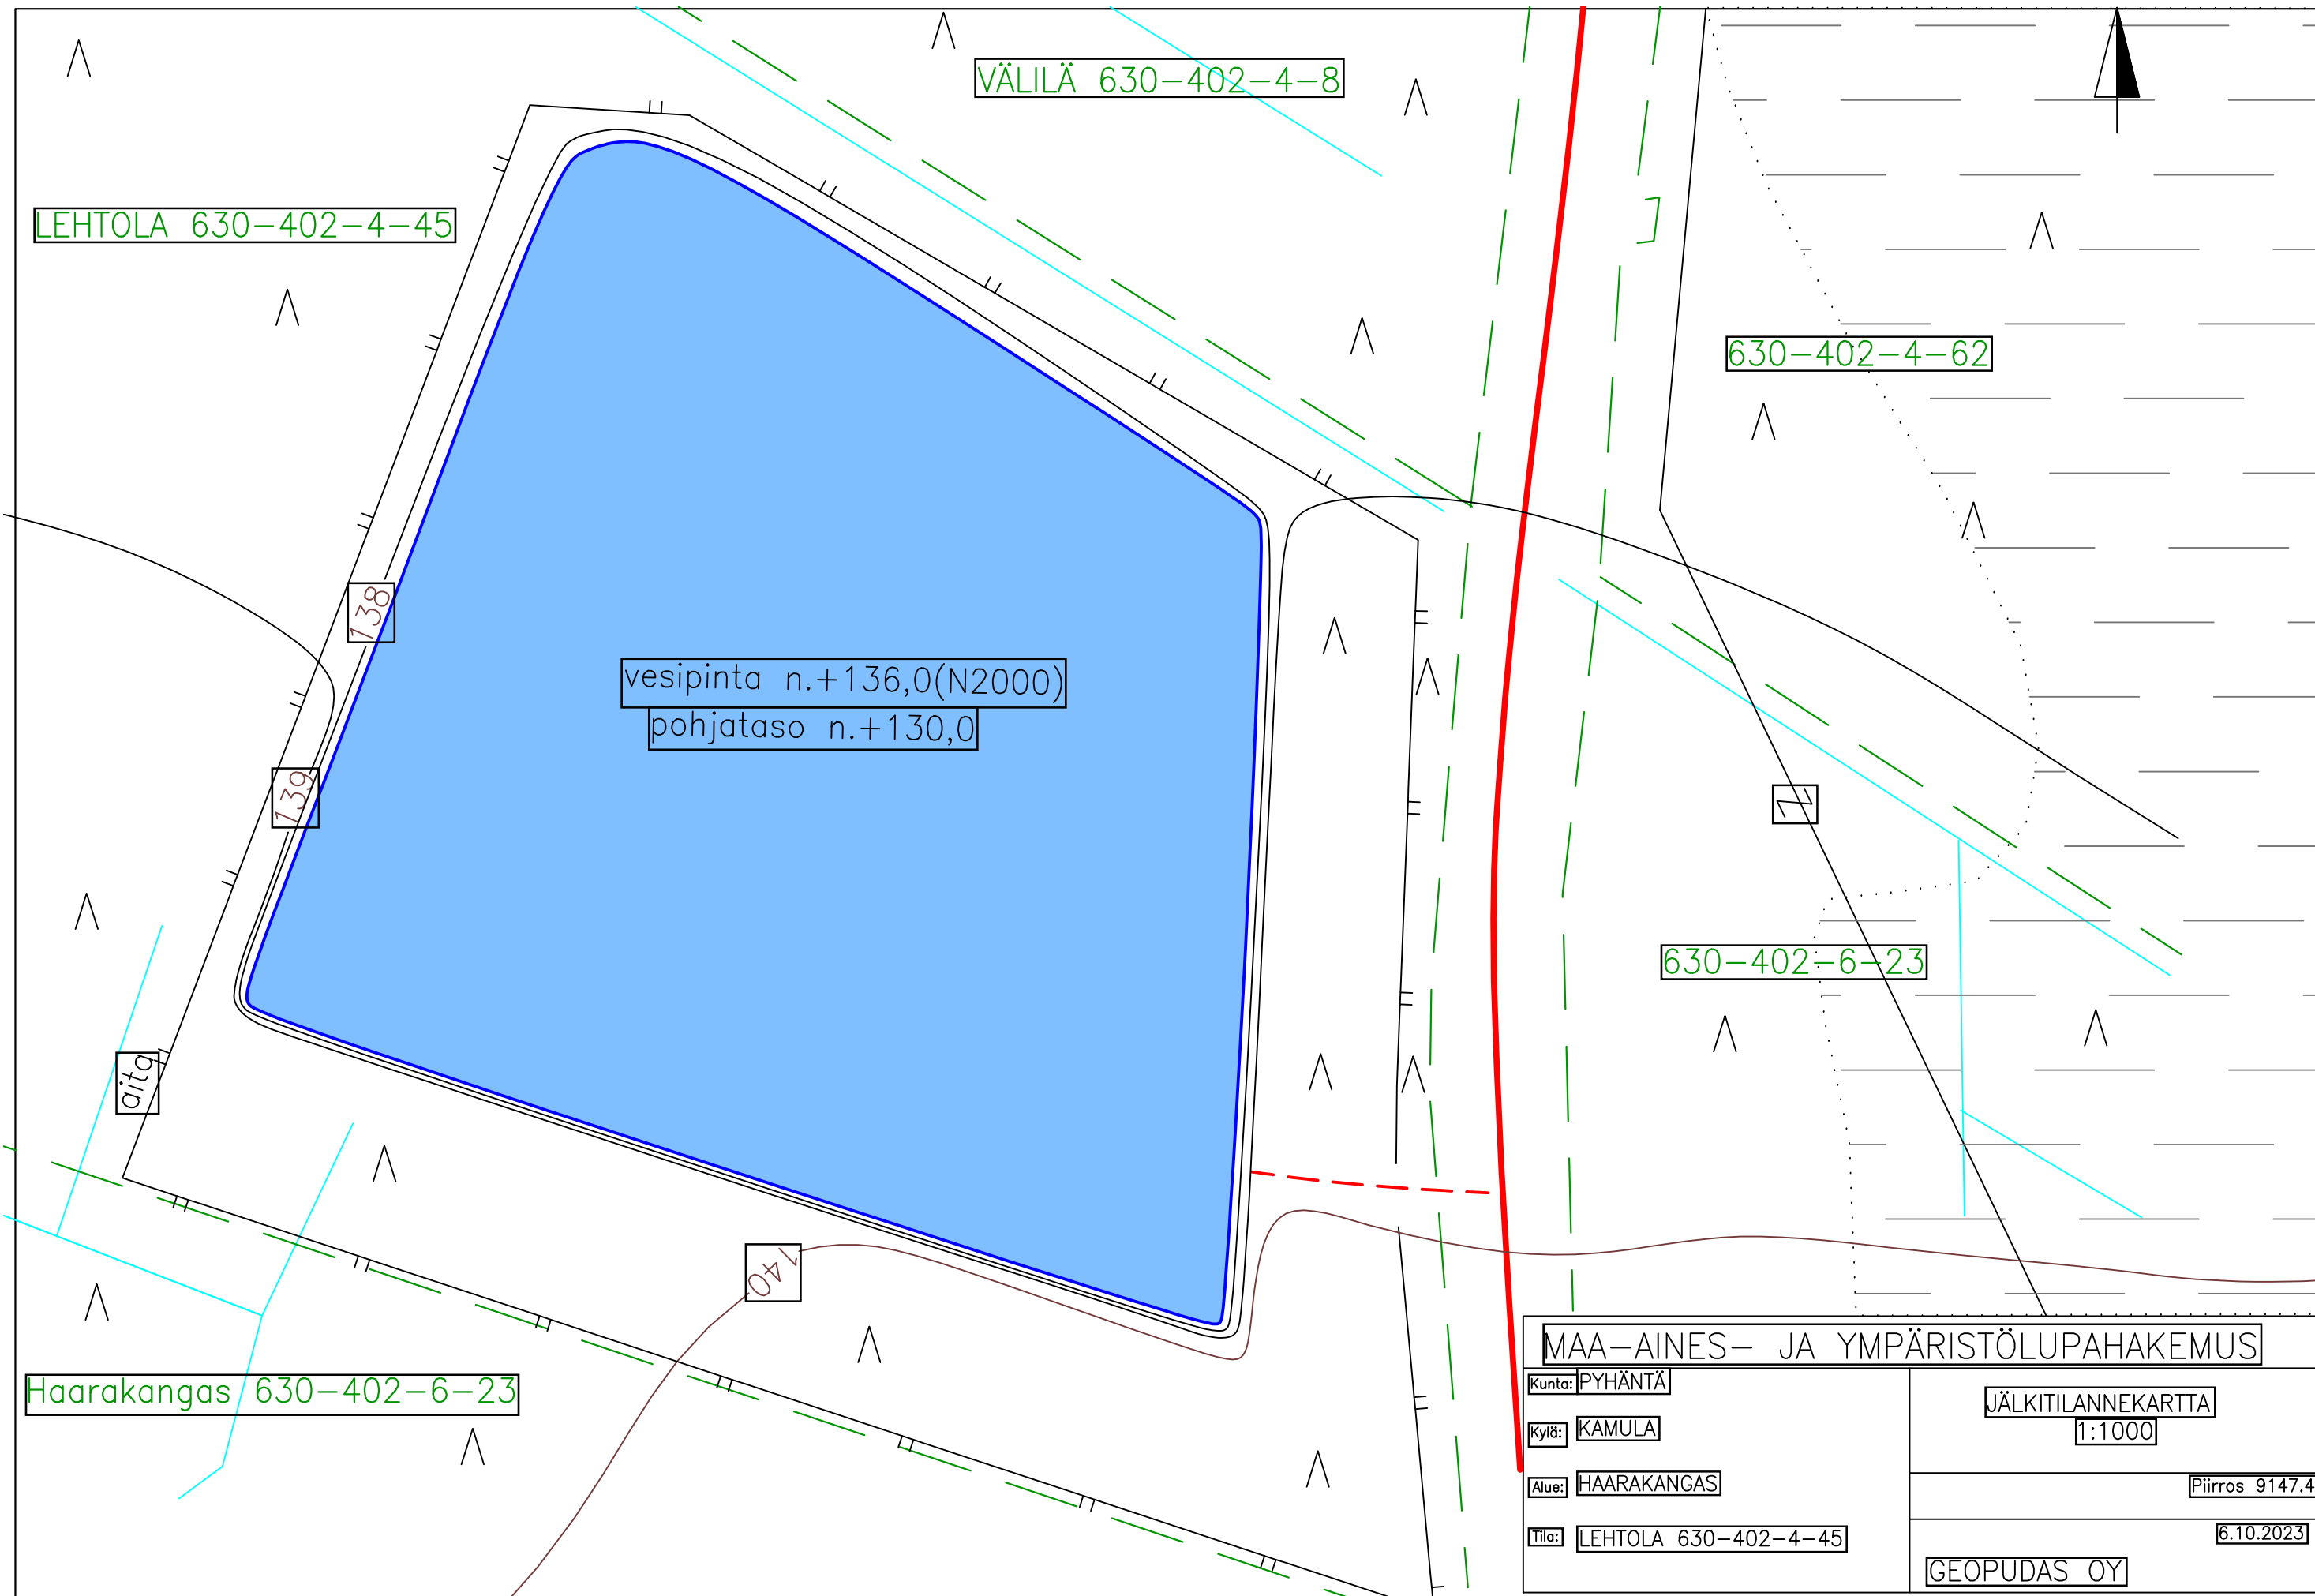 VÄLILÄ 630-402-4-8
LEHTOLA 630-402-4-45
630-402-4-62
138
vesipinta n.+136,0(N2000)
pohjataso n.+130,0
139
Z
630-402-6-23
aita
140
Haarakangas 630-402-6-23
MAA-AINES- JA YMPÄRISTÖLUPAHAKEMUS
Kunta: PYHÄNTÄ
Kylä: KAMULA
Alue: HAARAKANGAS
Tila: LEHTOLA 630-402-4-45
JÄLKITILANNEKARTTA
1:1000
Piirros 9147.4
6.10.2023
GEOPUDAS OY